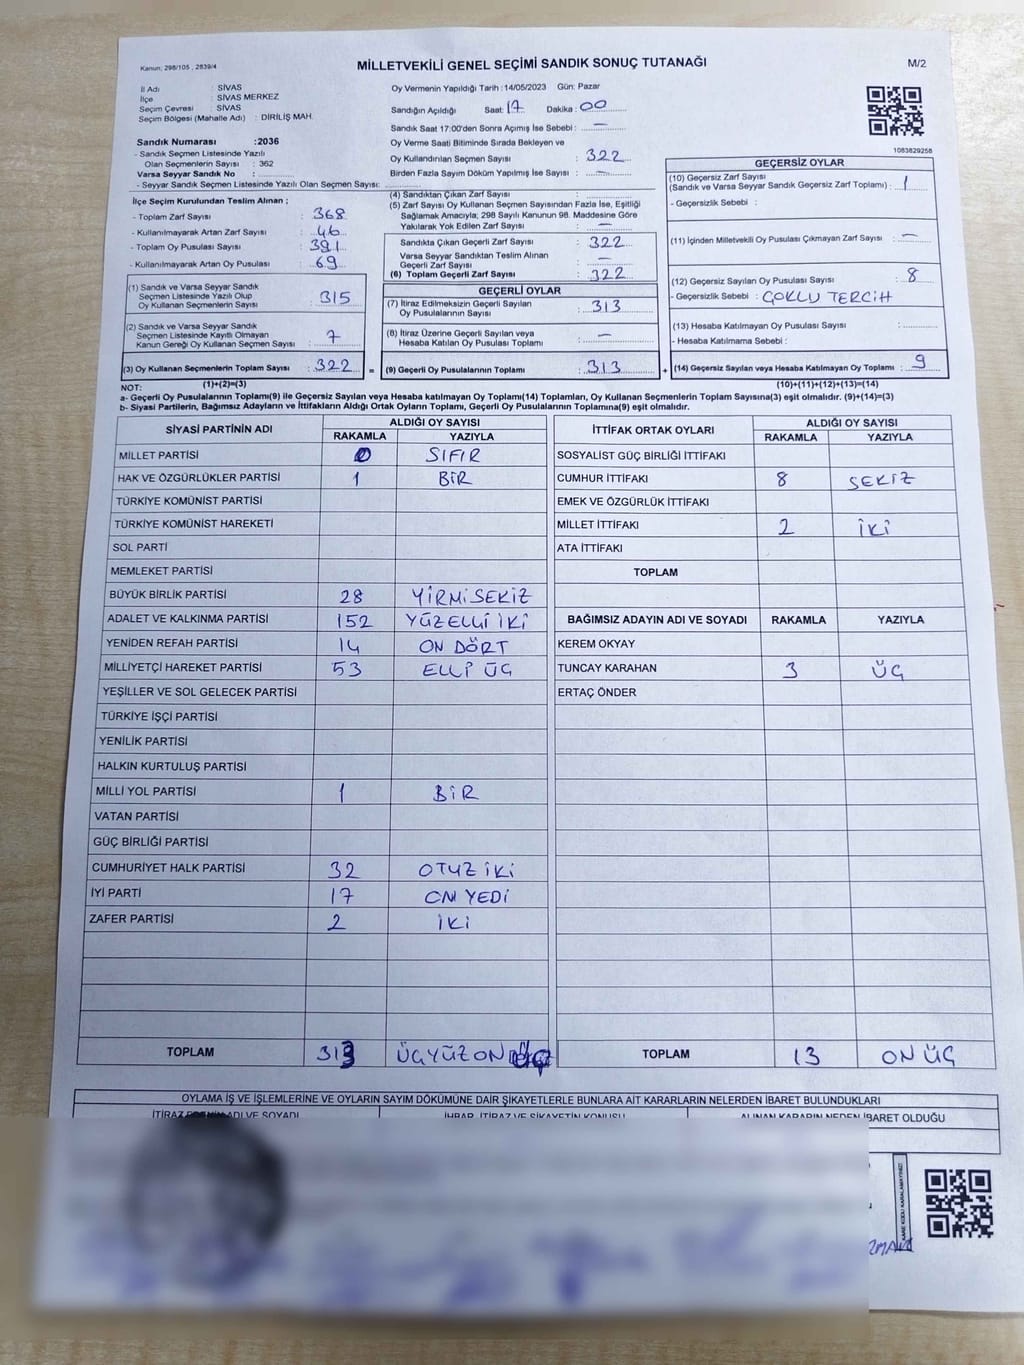 Kanun; 298/105 , 2839/4
MİLLETVEKİLİ GENEL SEÇİMİ SANDIK SONUÇ TUTANAĞI
M/2
İl Adı : SİVAS
İlçe : SİVAS MERKEZ
Seçim Çevresi : SİVAS
Seçim Bölgesi (Mahalle Adı) : DİRİLİŞ MAH.
Sandık Numarası :2036
- Sandık Seçmen Listesinde Yazılı
Olan Seçmenlerin Sayısı : 362
Varsa Seyyar Sandık No :
- Seyyar Sandık Seçmen Listesinde Yazılı Olan Seçmen Sayısı:
Oy Vermenin Yapıldığı Tarih : 14/05/2023 Gün: Pazar
Sandığın Açıldığı Saat: 17 Dakika : 00
Sandık Saat 17:00'den Sonra Açımış İse Sebebi : —
Oy Verme Saati Bitiminde Sırada Bekleyen ve
Oy Kullandırılan Seçmen Sayısı : 322
Birden Fazla Sayım Döküm Yapılmış İse Sayısı : —
1083829258
İlçe Seçim Kurulundan Teslim Alınan ;
- Toplam Zarf Sayısı : 368
- Kullanılmayarak Artan Zarf Sayısı : 46
- Toplam Oy Pusulası Sayısı : 391
- Kullanılmayarak Artan Oy Pusulası : 69
(1) Sandık ve Varsa Seyyar Sandık
Seçmen Listesinde Yazılı Olup
Oy Kullanan Seçmenlerin Sayısı : 315
(2) Sandık ve Varsa Seyyar Sandık
Seçmen Listesinde Kayıtlı Olmayan
Kanun Gereği Oy Kullanan Seçmen Sayısı : 7
(3) Oy Kullanan Seçmenlerin Toplam Sayısı : 322
(1)+(2)=(3)
(4) Sandıktan Çıkan Zarf Sayısı :
(5) Zarf Sayısı Oy Kullanan Seçmen Sayısından Fazla İse, Eşitliği
Sağlamak Amacıyla; 298 Sayılı Kanunun 98. Maddesine Göre
Yakılarak Yok Edilen Zarf Sayısı : —
Sandıkta Çıkan Geçerli Zarf Sayısı : 322
Varsa Seyyar Sandıktan Teslim Alınan
Geçerli Zarf Sayısı : —
(6) Toplam Geçerli Zarf Sayısı : 322
GEÇERLİ OYLAR
(7) İtiraz Edilmeksizin Geçerli Sayılan
Oy Pusulalarının Sayısı : 313
(8) İtiraz Üzerine Geçerli Sayılan veya
Hesaba Katılan Oy Pusulası Toplamı : —
= (9) Geçerli Oy Pusulalarının Toplamı : 313 +
GEÇERSİZ OYLAR
(10) Geçersiz Zarf Sayısı
(Sandık ve Varsa Seyyar Sandık Geçersiz Zarf Toplamı) : 1
- Geçersizlik Sebebi :
(11) İçinden Milletvekili Oy Pusulası Çıkmayan Zarf Sayısı : —
(12) Geçersiz Sayılan Oy Pusulası Sayısı : 8
- Geçersizlik Sebebi : ÇOKLU TERCİH
(13) Hesaba Katılmayan Oy Pusulası Sayısı :
- Hesaba Katılmama Sebebi :
(14) Geçersiz Sayılan veya Hesaba Katılmayan Oy Toplamı : 9
(10)+(11)+(12)+(13)=(14)
NOT:
a- Geçerli Oy Pusulalarının Toplamı(9) ile Geçersiz Sayılan veya Hesaba katılmayan Oy Toplamı(14) Toplamları, Oy Kullanan Seçmenlerin Toplam Sayısına(3) eşit olmalıdır. (9)+(14)=(3)
b- Siyasi Partilerin, Bağımsız Adayların ve İttifakların Aldığı Ortak Oyların Toplamı, Geçerli Oy Pusulalarının Toplamına(9) eşit olmalıdır.
SİYASİ PARTİNİN ADI ALDIĞI OY SAYISI
RAKAMLA YAZIYLA
MİLLET PARTİSİ 0 SIFIR
HAK VE ÖZGÜRLÜKLER PARTİSİ 1 BİR
TÜRKİYE KOMÜNİST PARTİSİ
TÜRKİYE KOMÜNİST HAREKETİ
SOL PARTİ
MEMLEKET PARTİSİ
BÜYÜK BİRLİK PARTİSİ 28 YİRMİSEKİZ
ADALET VE KALKINMA PARTİSİ 152 YÜZELLİ İKİ
YENİDEN REFAH PARTİSİ 14 ON DÖRT
MİLLİYETÇİ HAREKET PARTİSİ 53 ELLİ ÜÇ
YEŞİLLER VE SOL GELECEK PARTİSİ
TÜRKİYE İŞÇİ PARTİSİ
YENİLİK PARTİSİ
HALKIN KURTULUŞ PARTİSİ
MİLLİ YOL PARTİSİ 1 BİR
VATAN PARTİSİ
GÜÇ BİRLİĞİ PARTİSİ
CUMHURİYET HALK PARTİSİ 32 OTUZ İKİ
İYİ PARTİ 17 ON YEDİ
ZAFER PARTİSİ 2 İKİ
TOPLAM 313 ÜÇYÜZON
İTTİFAK ORTAK OYLARI ALDIĞI OY SAYISI
RAKAMLA YAZIYLA
SOSYALİST GÜÇ BİRLİĞİ İTTİFAKI
CUMHUR İTTİFAKI 8 SEKİZ
EMEK VE ÖZGÜRLÜK İTTİFAKI
MİLLET İTTİFAKI 2 İKİ
ATA İTTİFAKI
TOPLAM
BAĞIMSIZ ADAYIN ADI VE SOYADI RAKAMLA YAZIYLA
KEREM OKYAY
TUNCAY KARAHAN 3 ÜÇ
ERTAÇ ÖNDER
TOPLAM 13 ON ÜÇ
OYLAMA İŞ VE İŞLEMLERİNE VE OYLARIN SAYIM DÖKÜMÜNE DAİR ŞİKAYETLERLE BUNLARA AİT KARARLARIN NELERDEN İBARET BULUNDUKLARI
İTİRAZ EDENİN ADI VE SOYADI İHBAR, İTİRAZ VE ŞİKAYETİN KONUSU ALINAN KARARIN NEDEN İBARET OLDUĞU